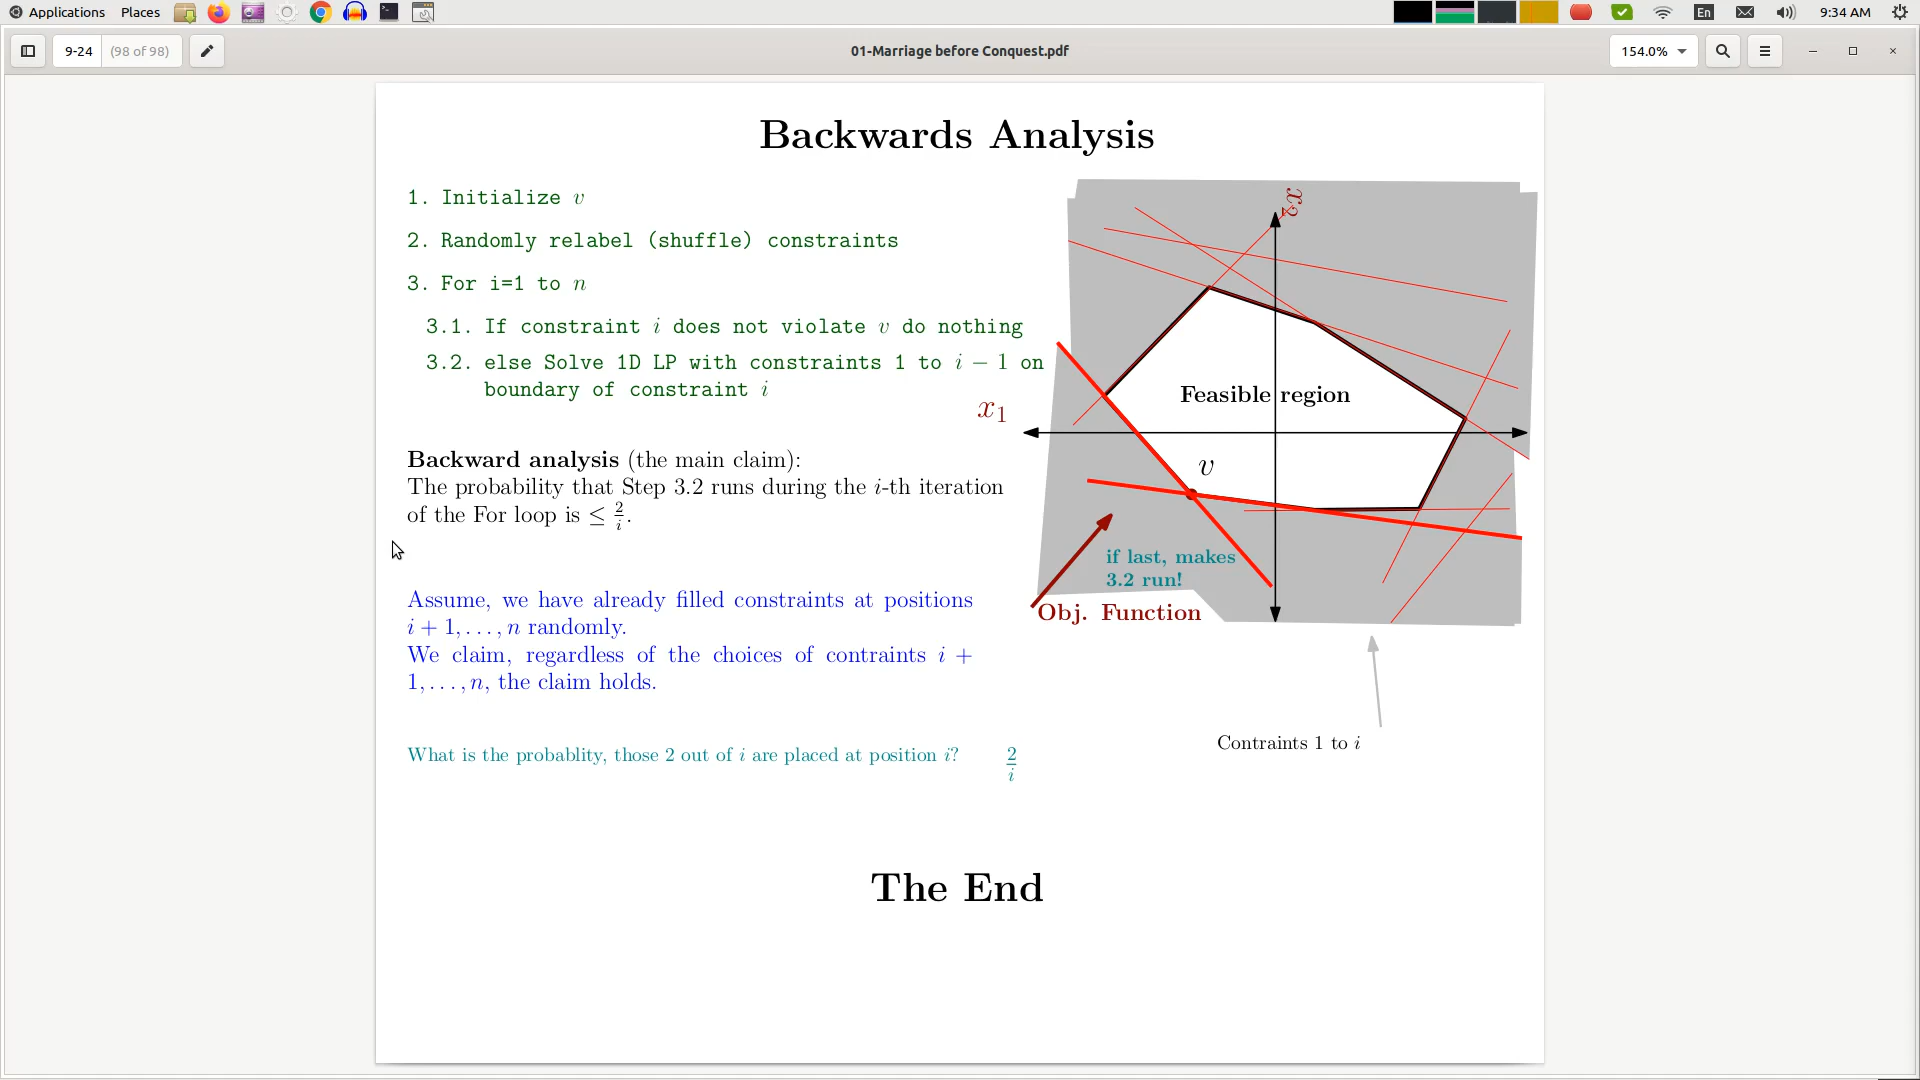 Applications Places En 9:34 AM
9-24 (98 of 98) 01-Marriage before Conquest.pdf 154.0%
Backwards Analysis
1. Initialize v
2. Randomly relabel (shuffle) constraints
3. For i=1 to n
3.1. If constraint i does not violate v do nothing
3.2. else Solve 1D LP with constraints 1 to i − 1 on
boundary of constraint i
Backward analysis (the main claim):
The probability that Step 3.2 runs during the i-th iteration
of the For loop is ≤ 2/i.
Assume, we have already filled constraints at positions
i + 1, . . . , n randomly.
We claim, regardless of the choices of contraints i +
1, . . . , n, the claim holds.
What is the probablity, those 2 out of i are placed at position i? 2/i
x2
x1
Feasible region
v
if last, makes
3.2 run!
Obj. Function
Contraints 1 to i
The End